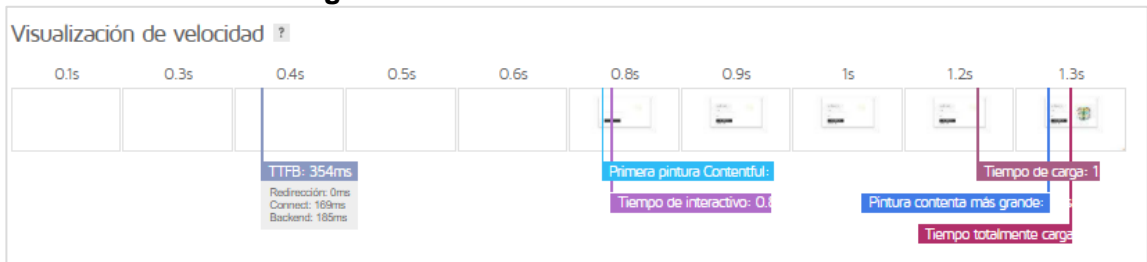 g
Visualización de velocidad ?
0.1s 0.3s 0.4s 0.5s 0.6s 0.8s 0.9s 1s 1.2s 1.3s
TTFB: 354ms
Redirección: 0ms
Connect: 169ms
Backend: 185ms
Primera pintura Contentful:
Tiempo de interactivo: 0.8
Tiempo de carga: 1
Pintura contenta más grande: s
Tiempo totalmente carga